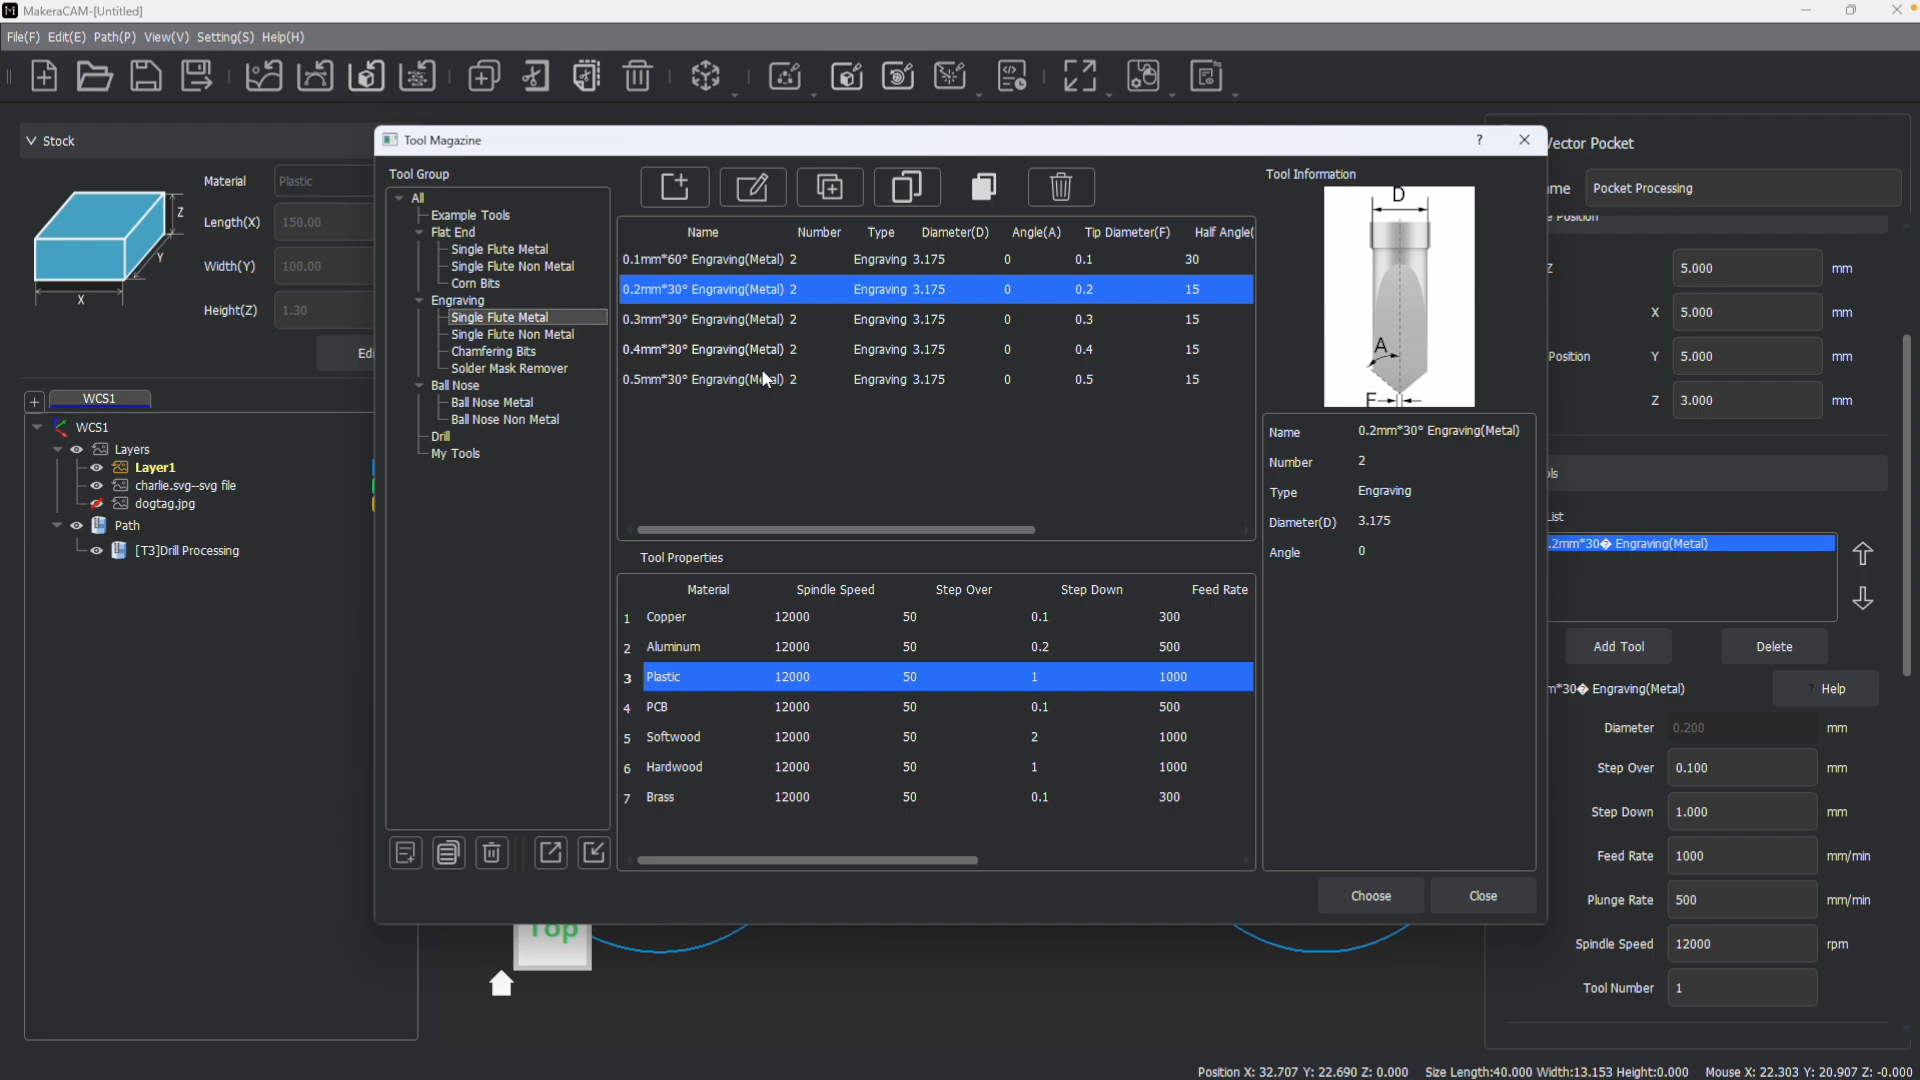 MakeraCAM-[Untitled]
File(F) Edit(E) Path(P) View(V) Setting(S) Help(H)
Stock
Material Plastic
Length(X) 150.00
Width(Y) 100.00
Height(Z) 1.30
Z
Y
X
Edi
WCS1
WCS1
Layers
Layer1
charlie.svg--svg file
dogtag.jpg
Path
[T3]Drill Processing
Tool Magazine
?
Tool Group
All
Example Tools
Flat End
Single Flute Metal
Single Flute Non Metal
Corn Bits
Engraving
Single Flute Metal
Single Flute Non Metal
Chamfering Bits
Solder Mask Remover
Ball Nose
Ball Nose Metal
Ball Nose Non Metal
Drill
My Tools
Name Number Type Diameter(D) Angle(A) Tip Diameter(F) Half Angle(
0.1mm*60° Engraving(Metal) 2 Engraving 3.175 0 0.1 30
0.2mm*30° Engraving(Metal) 2 Engraving 3.175 0 0.2 15
0.3mm*30° Engraving(Metal) 2 Engraving 3.175 0 0.3 15
0.4mm*30° Engraving(Metal) 2 Engraving 3.175 0 0.4 15
0.5mm*30° Engraving(Metal) 2 Engraving 3.175 0 0.5 15
Tool Properties
Material Spindle Speed Step Over Step Down Feed Rate
1 Copper 12000 50 0.1 300
2 Aluminum 12000 50 0.2 500
3 Plastic 12000 50 1 1000
4 PCB 12000 50 0.1 500
5 Softwood 12000 50 2 1000
6 Hardwood 12000 50 1 1000
7 Brass 12000 50 0.1 300
Tool Information
D
A
F
Name 0.2mm*30° Engraving(Metal)
Number 2
Type Engraving
Diameter(D) 3.175
Angle 0
Choose Close
Vector Pocket
me Pocket Processing
e Position
Z 5.000 mm
X 5.000 mm
Position Y 5.000 mm
Z 3.000 mm
ols
List
.2mm*30� Engraving(Metal)
Add Tool Delete
m*30� Engraving(Metal) ? Help
Diameter 0.200 mm
Step Over 0.100 mm
Step Down 1.000 mm
Feed Rate 1000 mm/min
Plunge Rate 500 mm/min
Spindle Speed 12000 rpm
Tool Number 1
Top
Position X: 32.707 Y: 22.690 Z: 0.000 Size Length:40.000 Width:13.153 Height:0.000 Mouse X: 22.303 Y: 20.907 Z: -0.000